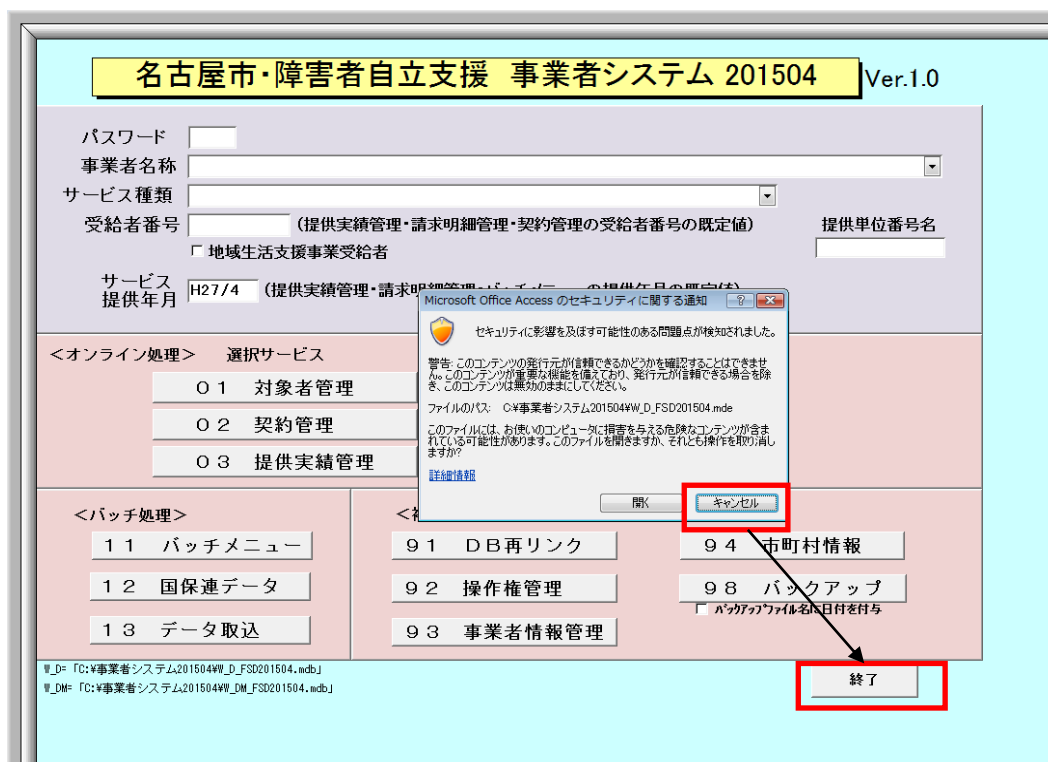 名古屋市・障害者自立支援 事業者システム 201504 Ver.1.0
パスワード
事業者名称
サービス種類
受給者番号 (提供実績管理・請求明細管理・契約管理の受給者番号の既定値) 提供単位番号名
地域生活支援事業受給者
サービス
提供年月 H27/4 (提供実績管理・請求
Microsoft Office Access のセキュリティに関する通知
セキュリティに影響を及ぼす可能性のある問題点が検知されました。
警告: このコンテンツの発行元が信頼できるかどうかを確認することはできませ
ん。このコンテンツが重要な機能を備えており、発行元が信頼できる場合を除
き、このコンテンツは無効のままにしてください。
ファイルのパス: C:¥事業者システム201504¥W_D_FSD201504.mde
このファイルには、お使いのコンピュータに損害を与える危険なコンテンツが含ま
れている可能性があります。このファイルを開きますか、それとも操作を取り消し
ますか?
詳細情報
開く キャンセル
<オンライン処理> 選択サービス
01 対象者管理
02 契約管理
03 提供実績管理
<バッチ処理>
11 バッチメニュー
12 国保連データ
13 データ取込
91 DB再リンク
92 操作権管理
93 事業者情報管理
94 市町村情報
98 バックアップ
バックアップファイル名に日付を付与
W_D= 「C:¥事業者システム201504¥W_D_FSD201504.mdb」
W_DM= 「C:¥事業者システム201504¥W_DM_FSD201504.mdb」
終了